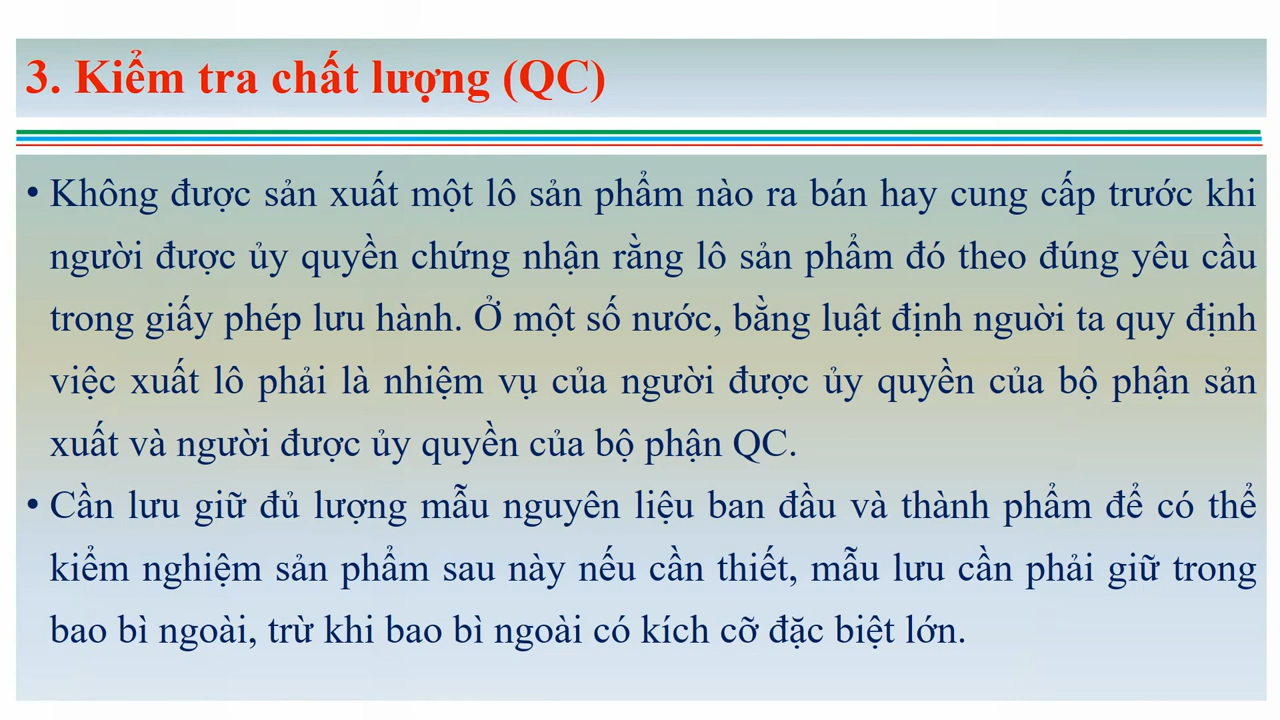 3. Kiểm tra chất lượng (QC)
• Không được sản xuất một lô sản phẩm nào ra bán hay cung cấp trước khi
người được ủy quyền chứng nhận rằng lô sản phẩm đó theo đúng yêu cầu
trong giấy phép lưu hành. Ở một số nước, bằng luật định nguời ta quy định
việc xuất lô phải là nhiệm vụ của người được ủy quyền của bộ phận sản
xuất và người được ủy quyền của bộ phận QC.
• Cần lưu giữ đủ lượng mẫu nguyên liệu ban đầu và thành phẩm để có thể
kiểm nghiệm sản phẩm sau này nếu cần thiết, mẫu lưu cần phải giữ trong
bao bì ngoài, trừ khi bao bì ngoài có kích cỡ đặc biệt lớn.